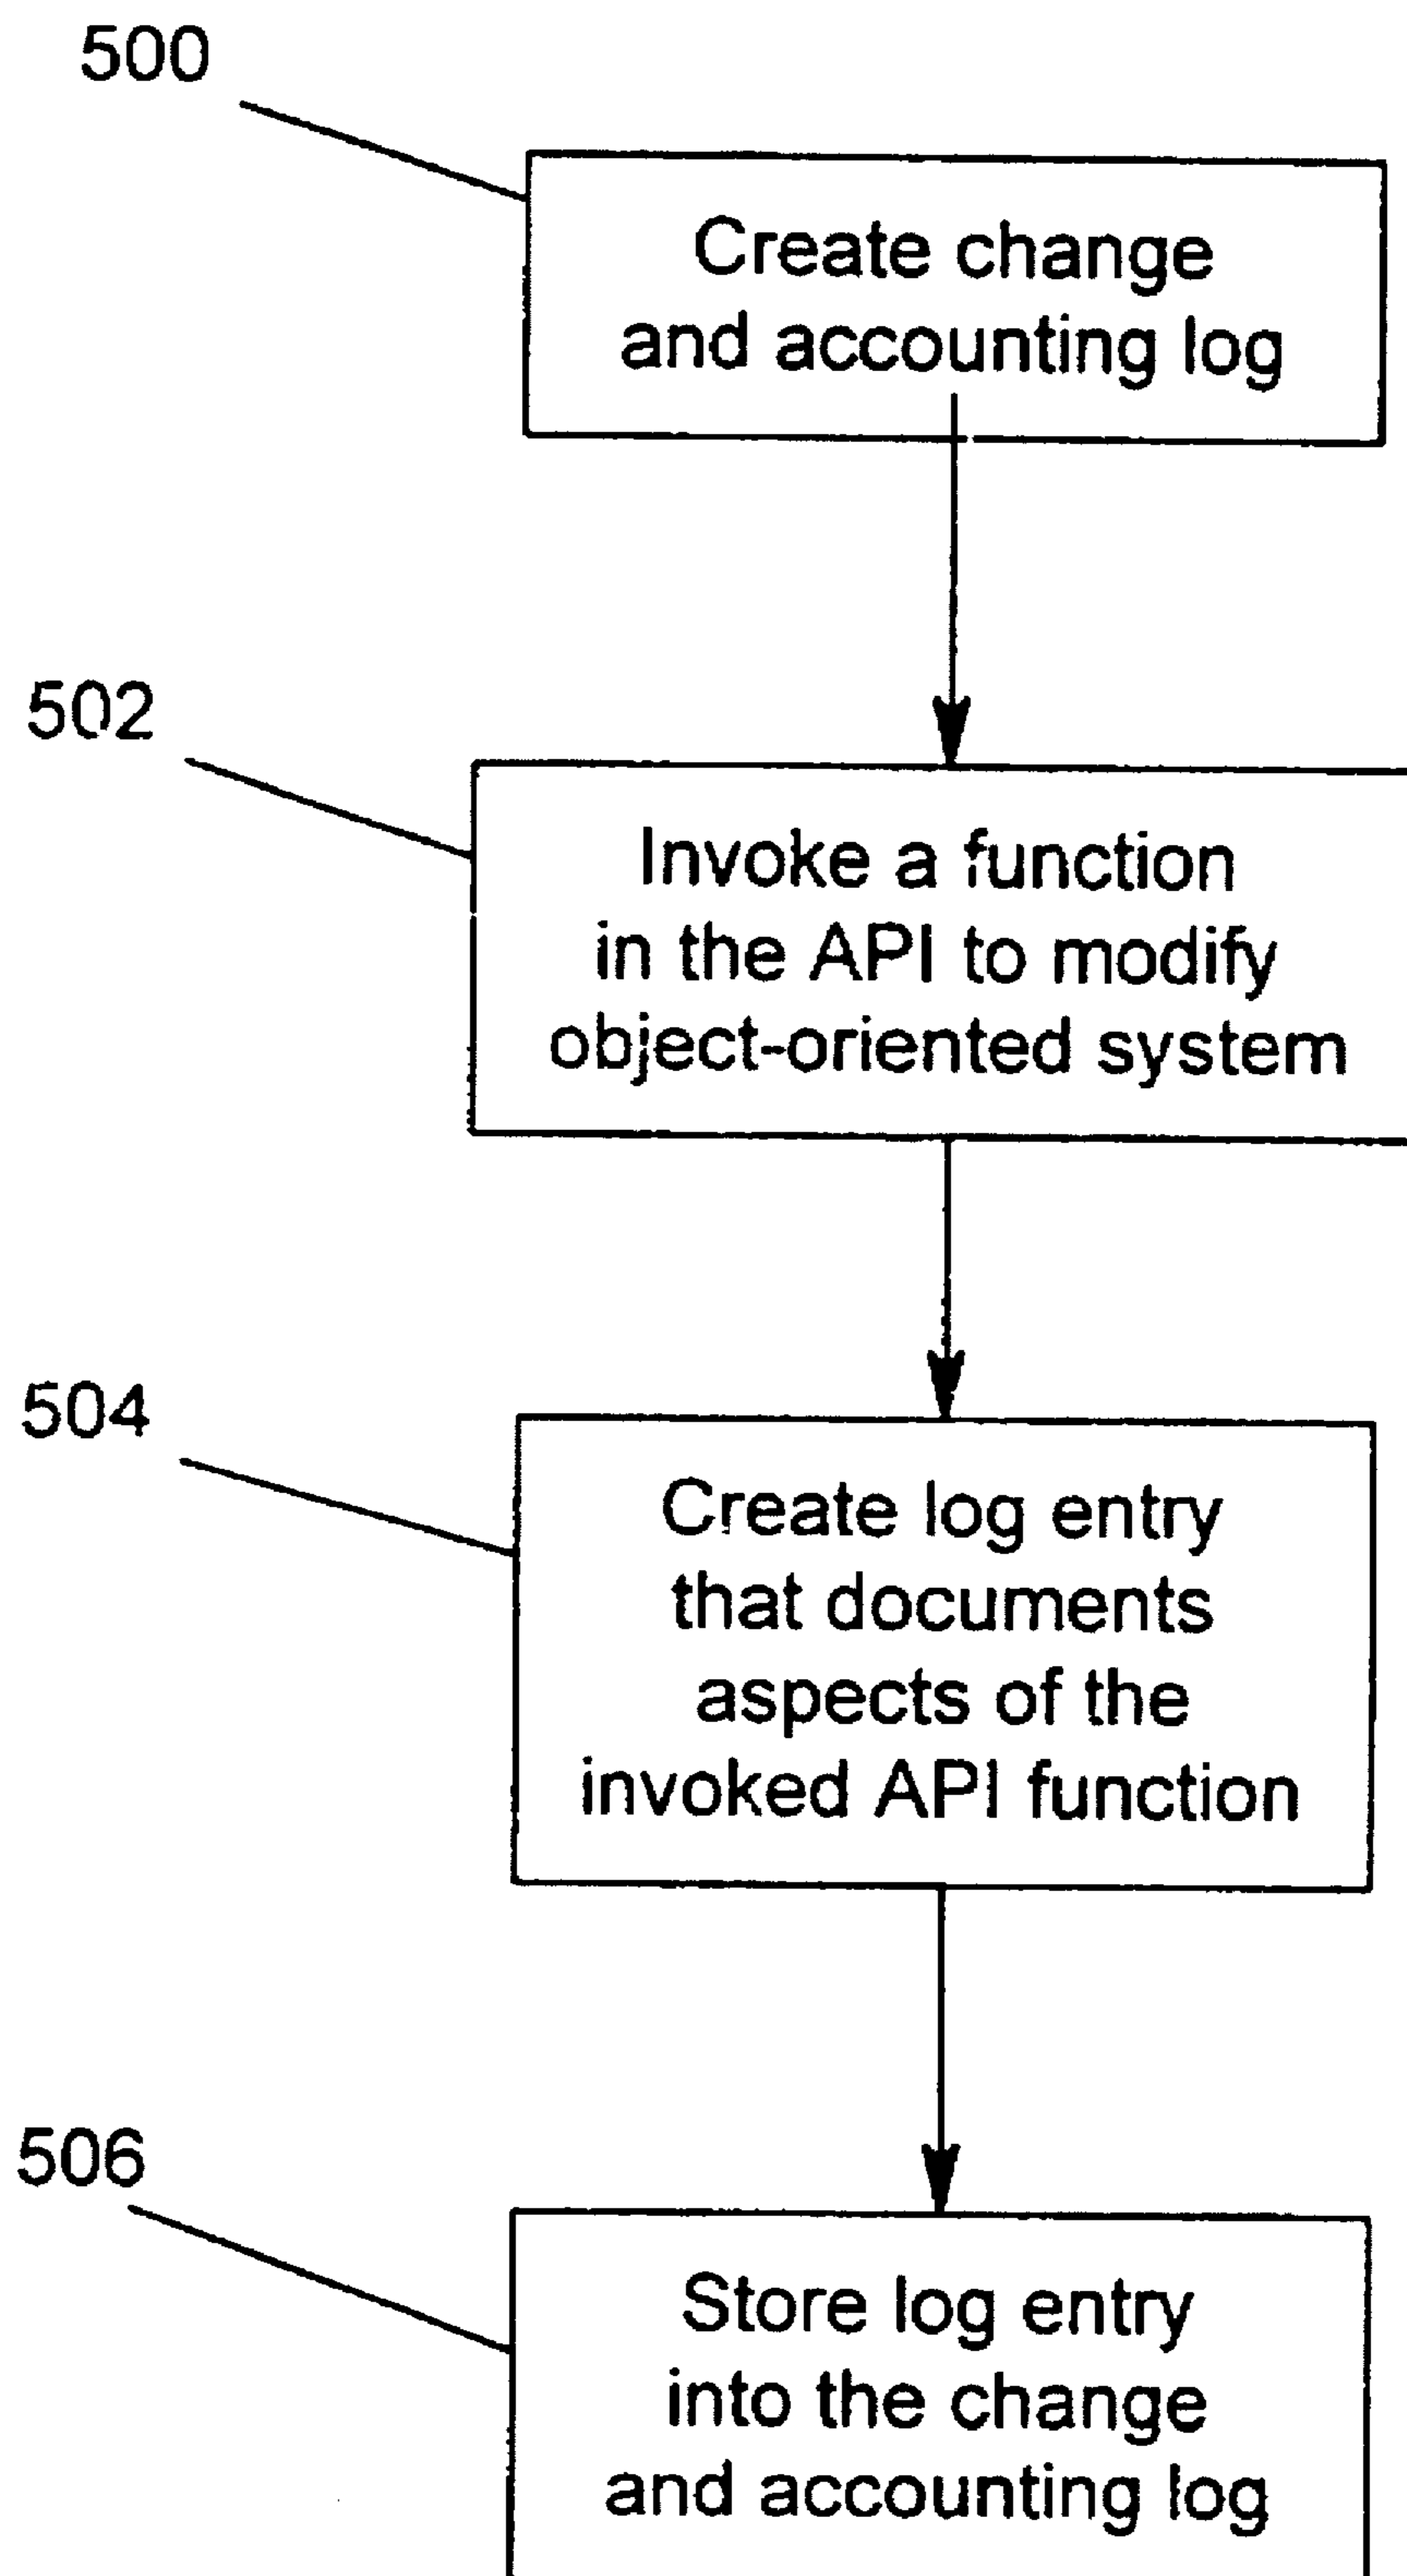 500
Create change
and accounting log
502
Invoke a function
in the API to modify
object-oriented system
504
Create log entry
that documents
aspects of the
invoked API function
506
Store log entry
into the change
and accounting log